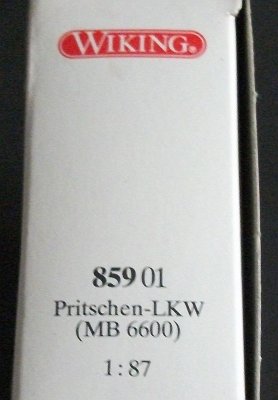 WIKING®
859 01
Pritschen-LKW
(MB 6600)
1:87